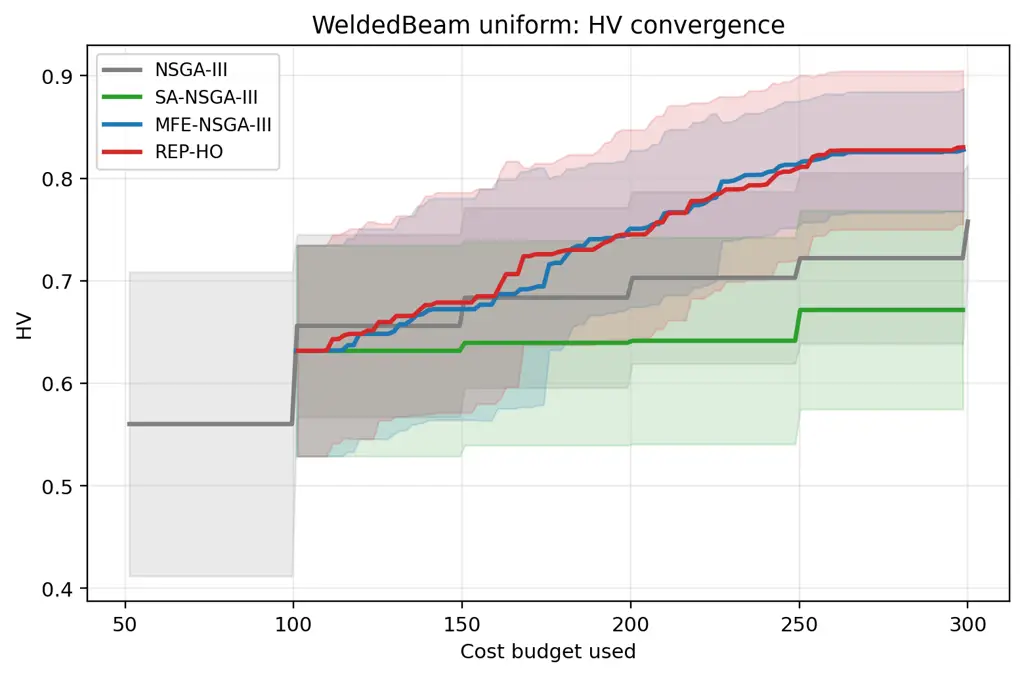 WeldedBeam uniform: HV convergence
NSGA-III
SA-NSGA-III
MFE-NSGA-III
REP-HO
HV
0.9
0.8
0.7
0.6
0.5
0.4
50 100 150 200 250 300
Cost budget used